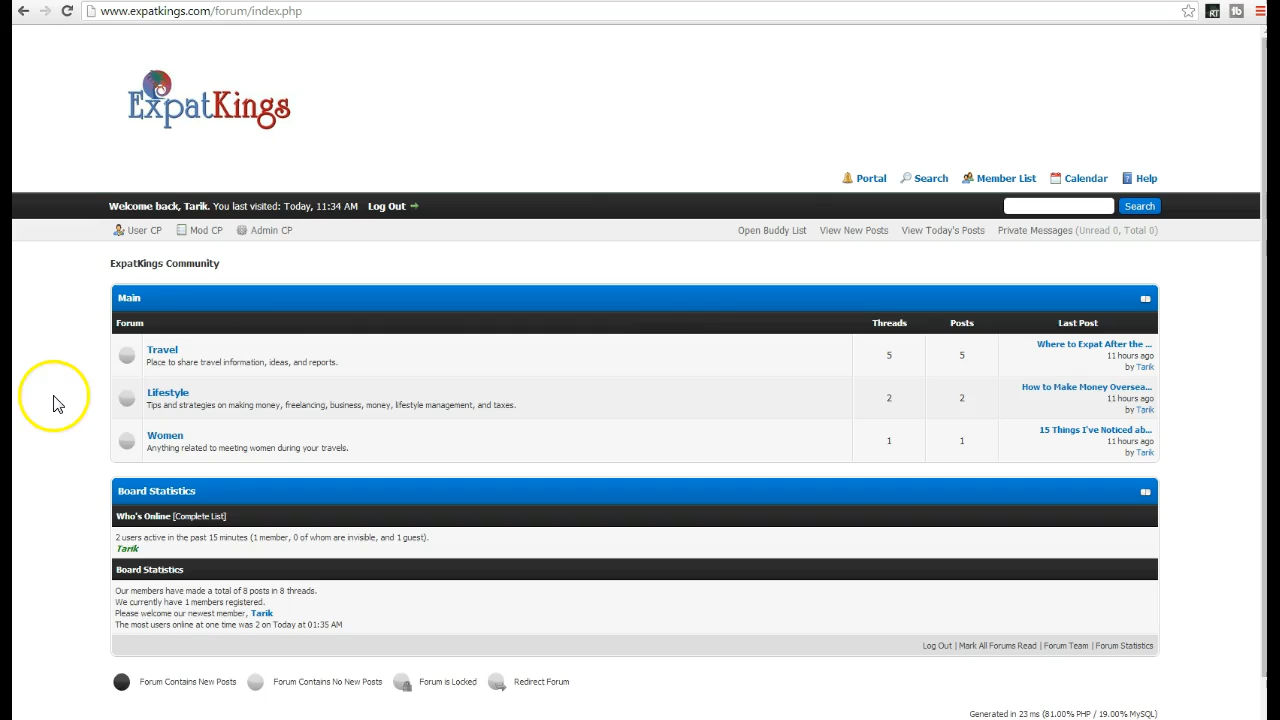 www.expatkings.com/forum/index.php
RT
fb
ExpatKings
Portal Search Member List Calendar Help
Welcome back, Tarik. You last visited: Today, 11:34 AM Log Out Search
User CP Mod CP Admin CP Open Buddy List View New Posts View Today's Posts Private Messages (Unread 0, Total 0)
ExpatKings Community
Main
Forum Threads Posts Last Post
Travel
Place to share travel information, ideas, and reports.
5 5
Where to Expat After the ...
11 hours ago
by Tarik
Lifestyle
Tips and strategies on making money, freelancing, business, money, lifestyle management, and taxes.
2 2
How to Make Money Oversea...
11 hours ago
by Tarik
Women
Anything related to meeting women during your travels.
1 1
15 Things I've Noticed ab...
11 hours ago
by Tarik
Board Statistics
Who's Online [Complete List]
2 users active in the past 15 minutes (1 member, 0 of whom are invisible, and 1 guest).
Tarik
Board Statistics
Our members have made a total of 8 posts in 8 threads.
We currently have 1 members registered.
Please welcome our newest member, Tarik
The most users online at one time was 2 on Today at 01:35 AM
Log Out | Mark All Forums Read | Forum Team | Forum Statistics
Forum Contains New Posts Forum Contains No New Posts Forum is Locked Redirect Forum
Generated in 23 ms (81.00% PHP / 19.00% MySQL)